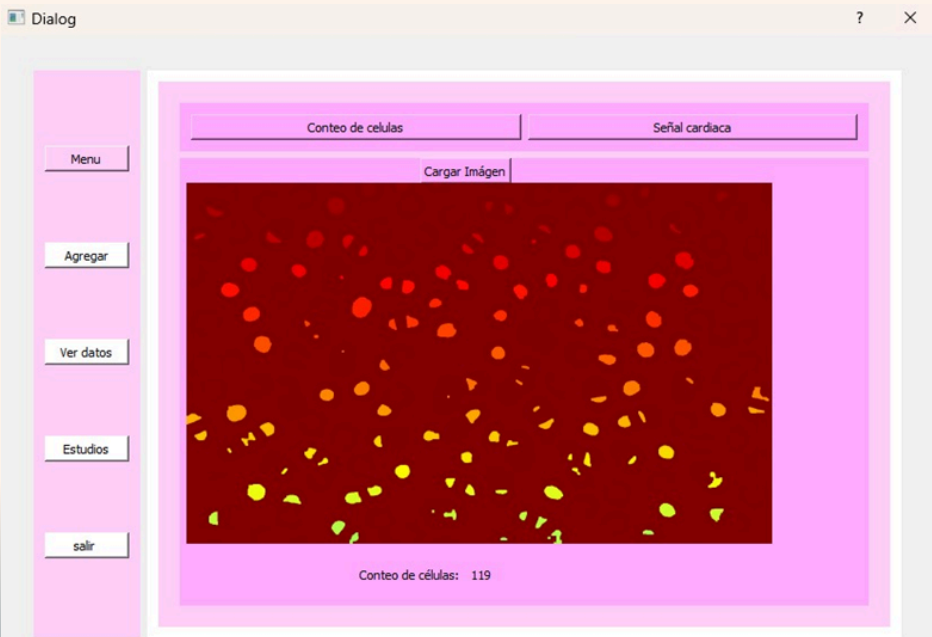 Dialog
?
Conteo de celulas
Señal cardiaca
Menu
Cargar Imágen
Agregar
Ver datos
Estudios
salir
Conteo de células: 119